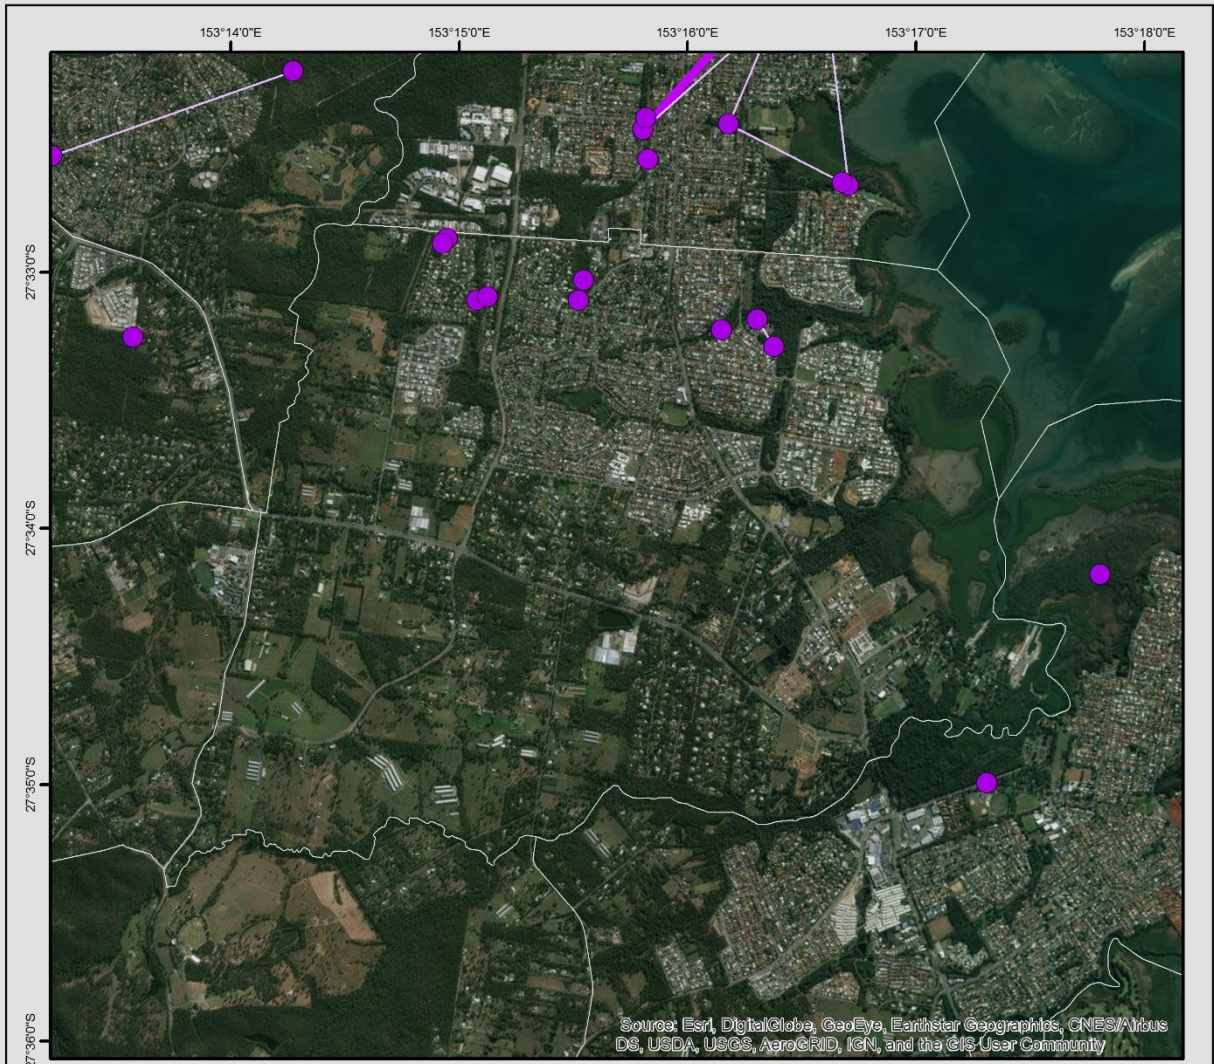 153°14'0"E 153°15'0"E 153°16'0"E 153°17'0"E 153°18'0"E
27°33'0"S
27°34'0"S
27°35'0"S
27°36'0"S
Source: Esri, DigitalGlobe, GeoEye, Earthstar Geographics, CNES/Airbus
DS, USDA, USGS, AeroGRID, IGN, and the GIS User Community